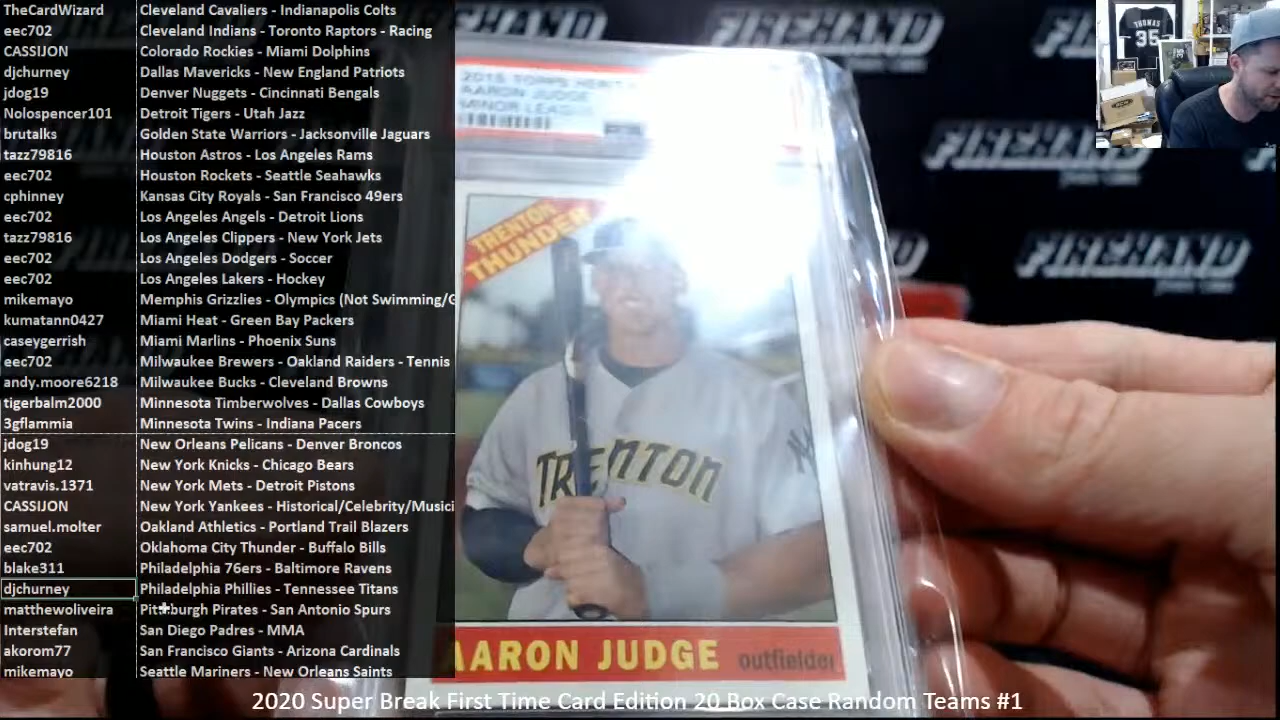 TheCardWizard Cleveland Cavaliers - Indianapolis Colts
eec702 Cleveland Indians - Toronto Raptors - Racing
CASSIJON Colorado Rockies - Miami Dolphins
djchurney Dallas Mavericks - New England Patriots
jdog19 Denver Nuggets - Cincinnati Bengals
Nolospencer101 Detroit Tigers - Utah Jazz
brutalks Golden State Warriors - Jacksonville Jaguars
tazz79816 Houston Astros - Los Angeles Rams
eec702 Houston Rockets - Seattle Seahawks
cphinney Kansas City Royals - San Francisco 49ers
eec702 Los Angeles Angels - Detroit Lions
tazz79816 Los Angeles Clippers - New York Jets
eec702 Los Angeles Dodgers - Soccer
eec702 Los Angeles Lakers - Hockey
mikemayo Memphis Grizzlies - Olympics (Not Swimming/G
kumatann0427 Miami Heat - Green Bay Packers
caseygerrish Miami Marlins - Phoenix Suns
eec702 Milwaukee Brewers - Oakland Raiders - Tennis
andy.moore6218 Milwaukee Bucks - Cleveland Browns
tigerbalm2000 Minnesota Timberwolves - Dallas Cowboys
3gflammia Minnesota Twins - Indiana Pacers
jdog19 New Orleans Pelicans - Denver Broncos
kinhung12 New York Knicks - Chicago Bears
vatravis.1371 New York Mets - Detroit Pistons
CASSIJON New York Yankees - Historical/Celebrity/Musici
samuel.molter Oakland Athletics - Portland Trail Blazers
eec702 Oklahoma City Thunder - Buffalo Bills
blake311 Philadelphia 76ers - Baltimore Ravens
djchurney Philadelphia Phillies - Tennessee Titans
matthewoliveira Pittsburgh Pirates - San Antonio Spurs
Interstefan San Diego Padres - MMA
akorom77 San Francisco Giants - Arizona Cardinals
mikemayo Seattle Mariners - New Orleans Saints
2015 TOPPS
AARON JUDGE
MINOR LEAG
TRENTON
THUNDER
TRENTON
NY
AARON JUDGE outfielder
FIREHAND
FIREHAND
FIREHAND
THOMAS
35
2020 Super Break First Time Card Edition 20 Box Case Random Teams #1